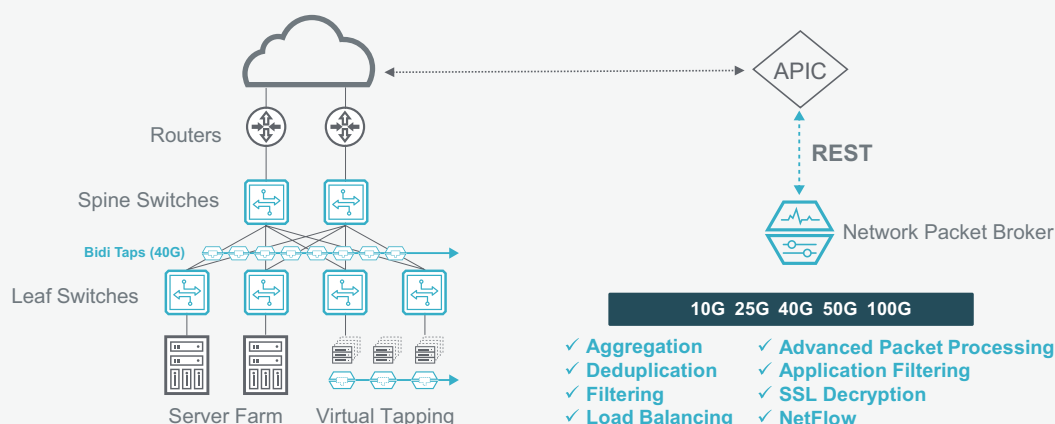 APIC
Routers
REST
Spine Switches
Network Packet Broker
Bidi Taps (40G)
Leaf Switches
10G 25G 40G 50G 100G
✓ Aggregation
✓ Advanced Packet Processing
✓ Deduplication
✓ Application Filtering
✓ Filtering
✓ SSL Decryption
✓ Load Balancing
✓ NetFlow
Server Farm
Virtual Tapping